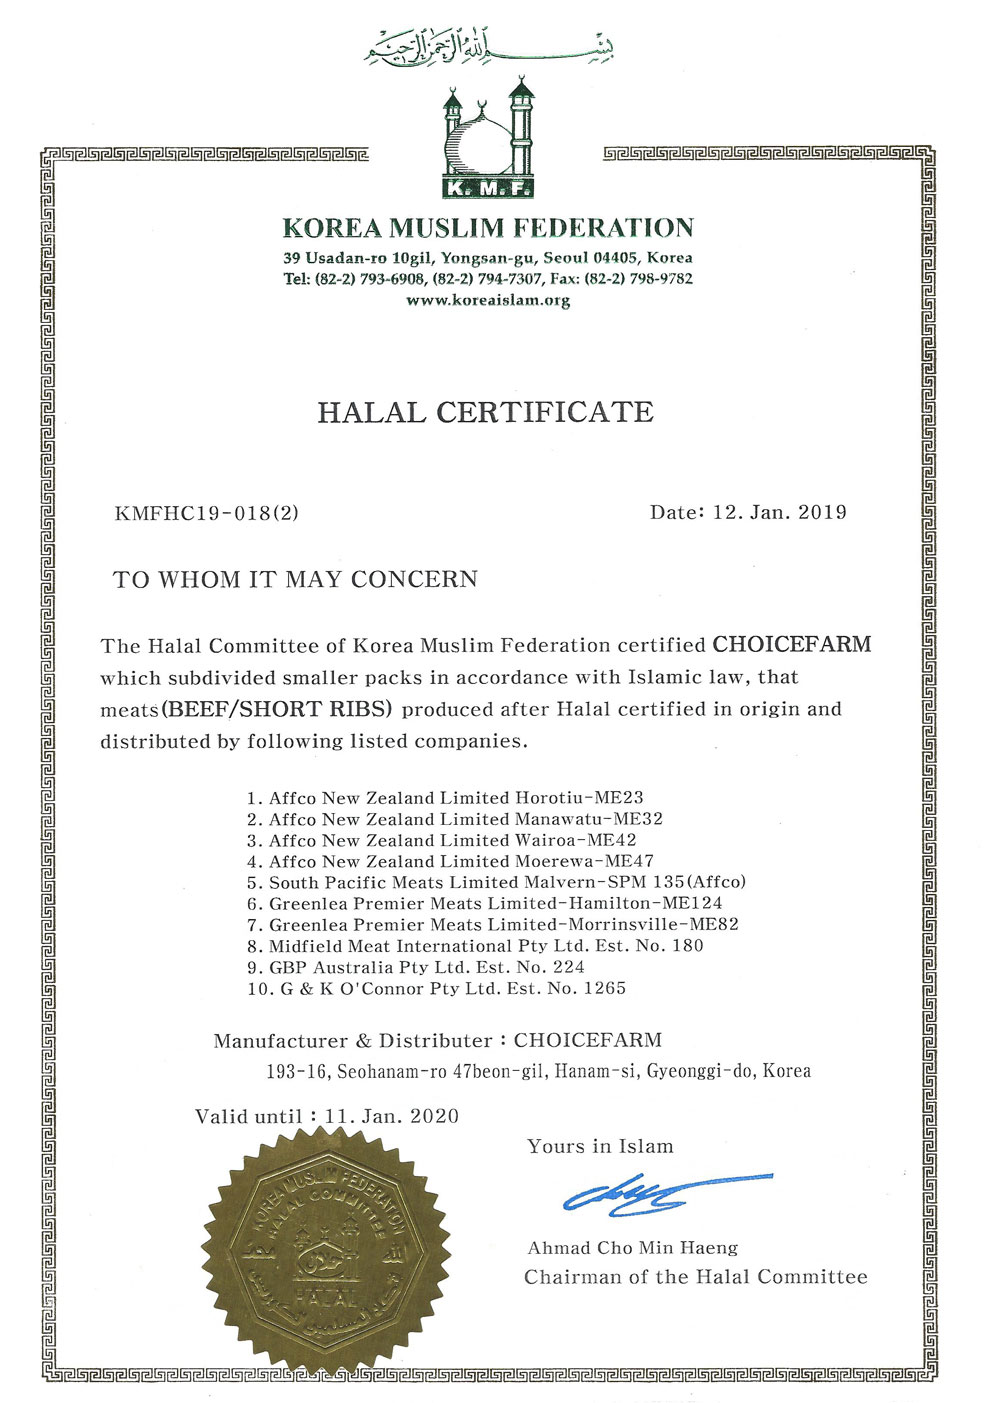 بسم الله الرحمن الرحيم
K. M. F.
KOREA MUSLIM FEDERATION
39 Usadan-ro 10gil, Yongsan-gu, Seoul 04405, Korea
Tel: (82-2) 793-6908, (82-2) 794-7307, Fax: (82-2) 798-9782
www.koreaislam.org
HALAL CERTIFICATE
KMFHC19-018(2)
Date: 12. Jan. 2019
TO WHOM IT MAY CONCERN
The Halal Committee of Korea Muslim Federation certified CHOICEFARM
which subdivided smaller packs in accordance with Islamic law, that
meats(BEEF/SHORT RIBS) produced after Halal certified in origin and
distributed by following listed companies.
1. Affco New Zealand Limited Horotiu-ME23
2. Affco New Zealand Limited Manawatu-ME32
3. Affco New Zealand Limited Wairoa-ME42
4. Affco New Zealand Limited Moerewa-ME47
5. South Pacific Meats Limited Malvern-SPM 135(Affco)
6. Greenlea Premier Meats Limited-Hamilton-ME124
7. Greenlea Premier Meats Limited-Morrinsville-ME82
8. Midfield Meat International Pty Ltd. Est. No. 180
9. GBP Australia Pty Ltd. Est. No. 224
10. G & K O'Connor Pty Ltd. Est. No. 1265
Manufacturer & Distributer : CHOICEFARM
193-16, Seohanam-ro 47beon-gil, Hanam-si, Gyeonggi-do, Korea
Valid until : 11. Jan. 2020
Yours in Islam
Ahmad Cho Min Haeng
Chairman of the Halal Committee
KOREA MUSLIM FEDERATION
HALAL COMMITTEE
محمد
الله
حلال
HALAL